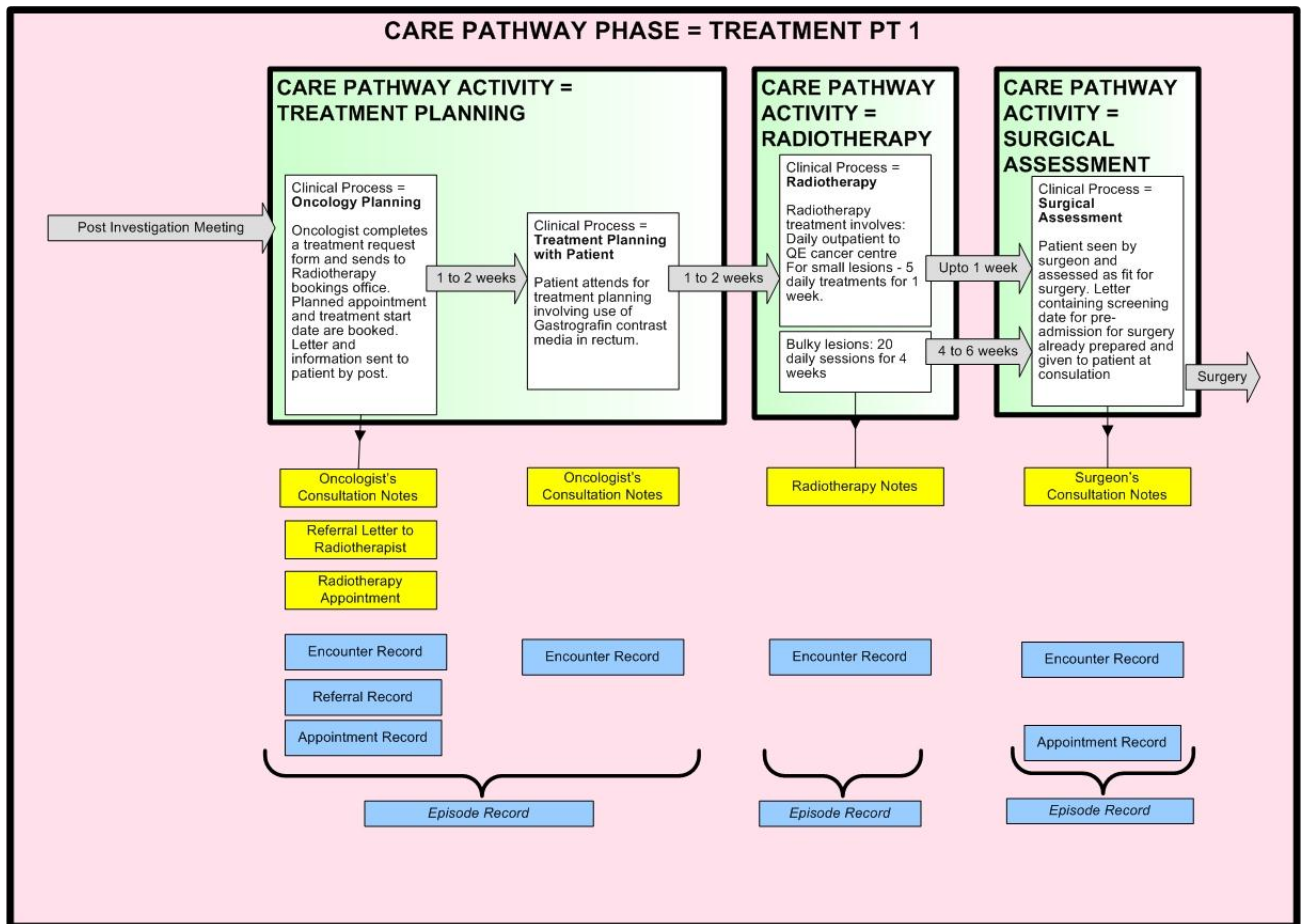 CARE PATHWAY PHASE = TREATMENT PT 1
CARE PATHWAY ACTIVITY =
TREATMENT PLANNING
Post Investigation Meeting
Clinical Process =
Oncology Planning
Oncologist completes
a treatment request
form and sends to
Radiotherapy
bookings office.
Planned appointment
and treatment start
date are booked.
Letter and
information sent to
patient by post.
1 to 2 weeks
Clinical Process =
Treatment Planning
with Patient
Patient attends for
treatment planning
involving use of
Gastrografin contrast
media in rectum.
1 to 2 weeks
CARE PATHWAY
ACTIVITY =
RADIOTHERAPY
Clinical Process =
Radiotherapy
Radiotherapy
treatment involves:
Daily outpatient to
QE cancer centre
For small lesions - 5
daily treatments for 1
week.
Bulky lesions: 20
daily sessions for 4
weeks
Upto 1 week
4 to 6 weeks
CARE PATHWAY
ACTIVITY =
SURGICAL
ASSESSMENT
Clinical Process =
Surgical
Assessment
Patient seen by
surgeon and
assessed as fit for
surgery. Letter
containing screening
date for pre-
admission for surgery
already prepared and
given to patient at
consulation
Surgery
Oncologist's
Consultation Notes
Oncologist's
Consultation Notes
Radiotherapy Notes
Surgeon's
Consultation Notes
Referral Letter to
Radiotherapist
Radiotherapy
Appointment
Encounter Record
Encounter Record
Encounter Record
Encounter Record
Referral Record
Appointment Record
Appointment Record
Episode Record
Episode Record
Episode Record